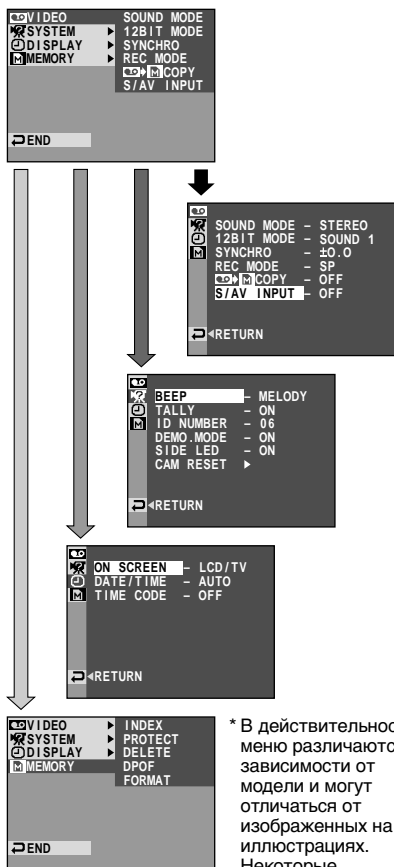 VIDEO
SYSTEM
DISPLAY
MEMORY
SOUND MODE
12BIT MODE
SYNCHRO
REC MODE
M COPY
S/AV INPUT
END
SOUND MODE – STEREO
12BIT MODE – SOUND 1
SYNCHRO – ±0.0
REC MODE – SP
M COPY – OFF
S/AV INPUT – OFF
RETURN
BEEP – MELODY
TALLY – ON
ID NUMBER – 06
DEMO.MODE – ON
SIDE LED – ON
CAM RESET
RETURN
ON SCREEN – LCD/TV
DATE/TIME – AUTO
TIME CODE – OFF
RETURN
VIDEO
SYSTEM
DISPLAY
MEMORY
INDEX
PROTECT
DELETE
DPOF
FORMAT
END
* В
меню
зависимости от
модели и могут
отличаться от
изображенных на
иллюстрациях.
Некоторые